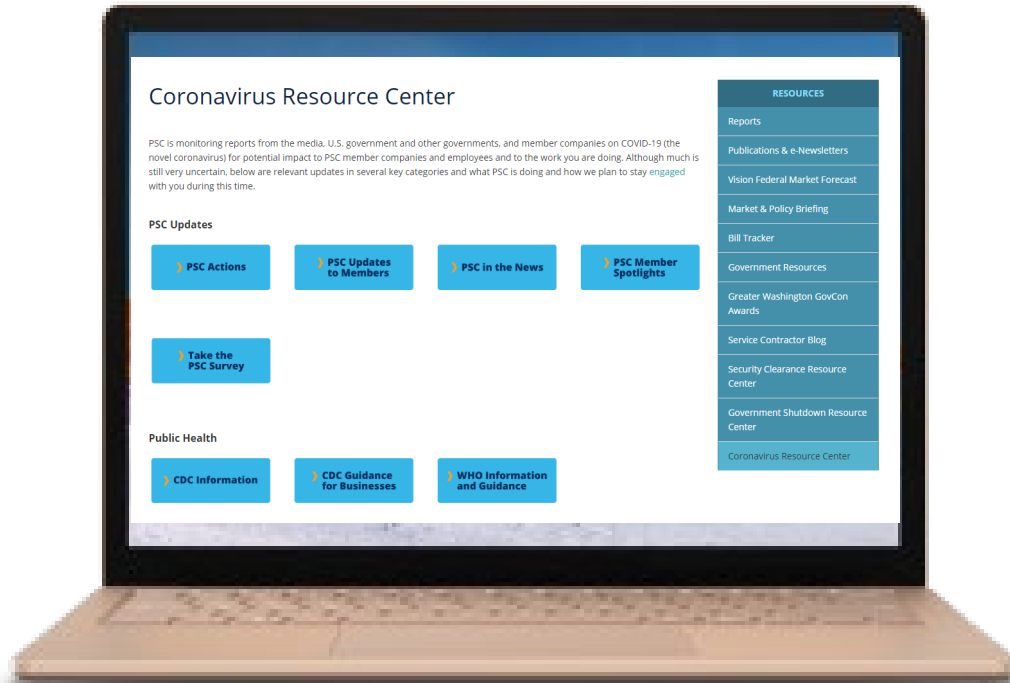 Coronavirus Resource Center
PSC is monitoring reports from the media, U.S. government and other governments, and member companies on COVID-19 (the
novel coronavirus) for potential impact to PSC member companies and employees and to the work you are doing. Although much is
still very uncertain, below are relevant updates in several key categories and what PSC is doing and how we plan to stay engaged
with you during this time.
PSC Updates
PSC Actions
PSC Updates
to Members
PSC in the News
PSC Member
Spotlights
Take the
PSC Survey
Public Health
CDC Information
CDC Guidance
for Businesses
WHO Information
and Guidance
RESOURCES
Reports
Publications & e-Newsletters
Vision Federal Market Forecast
Market & Policy Briefing
Bill Tracker
Government Resources
Greater Washington GovCon
Awards
Service Contractor Blog
Security Clearance Resource
Center
Government Shutdown Resource
Center
Coronavirus Resource Center